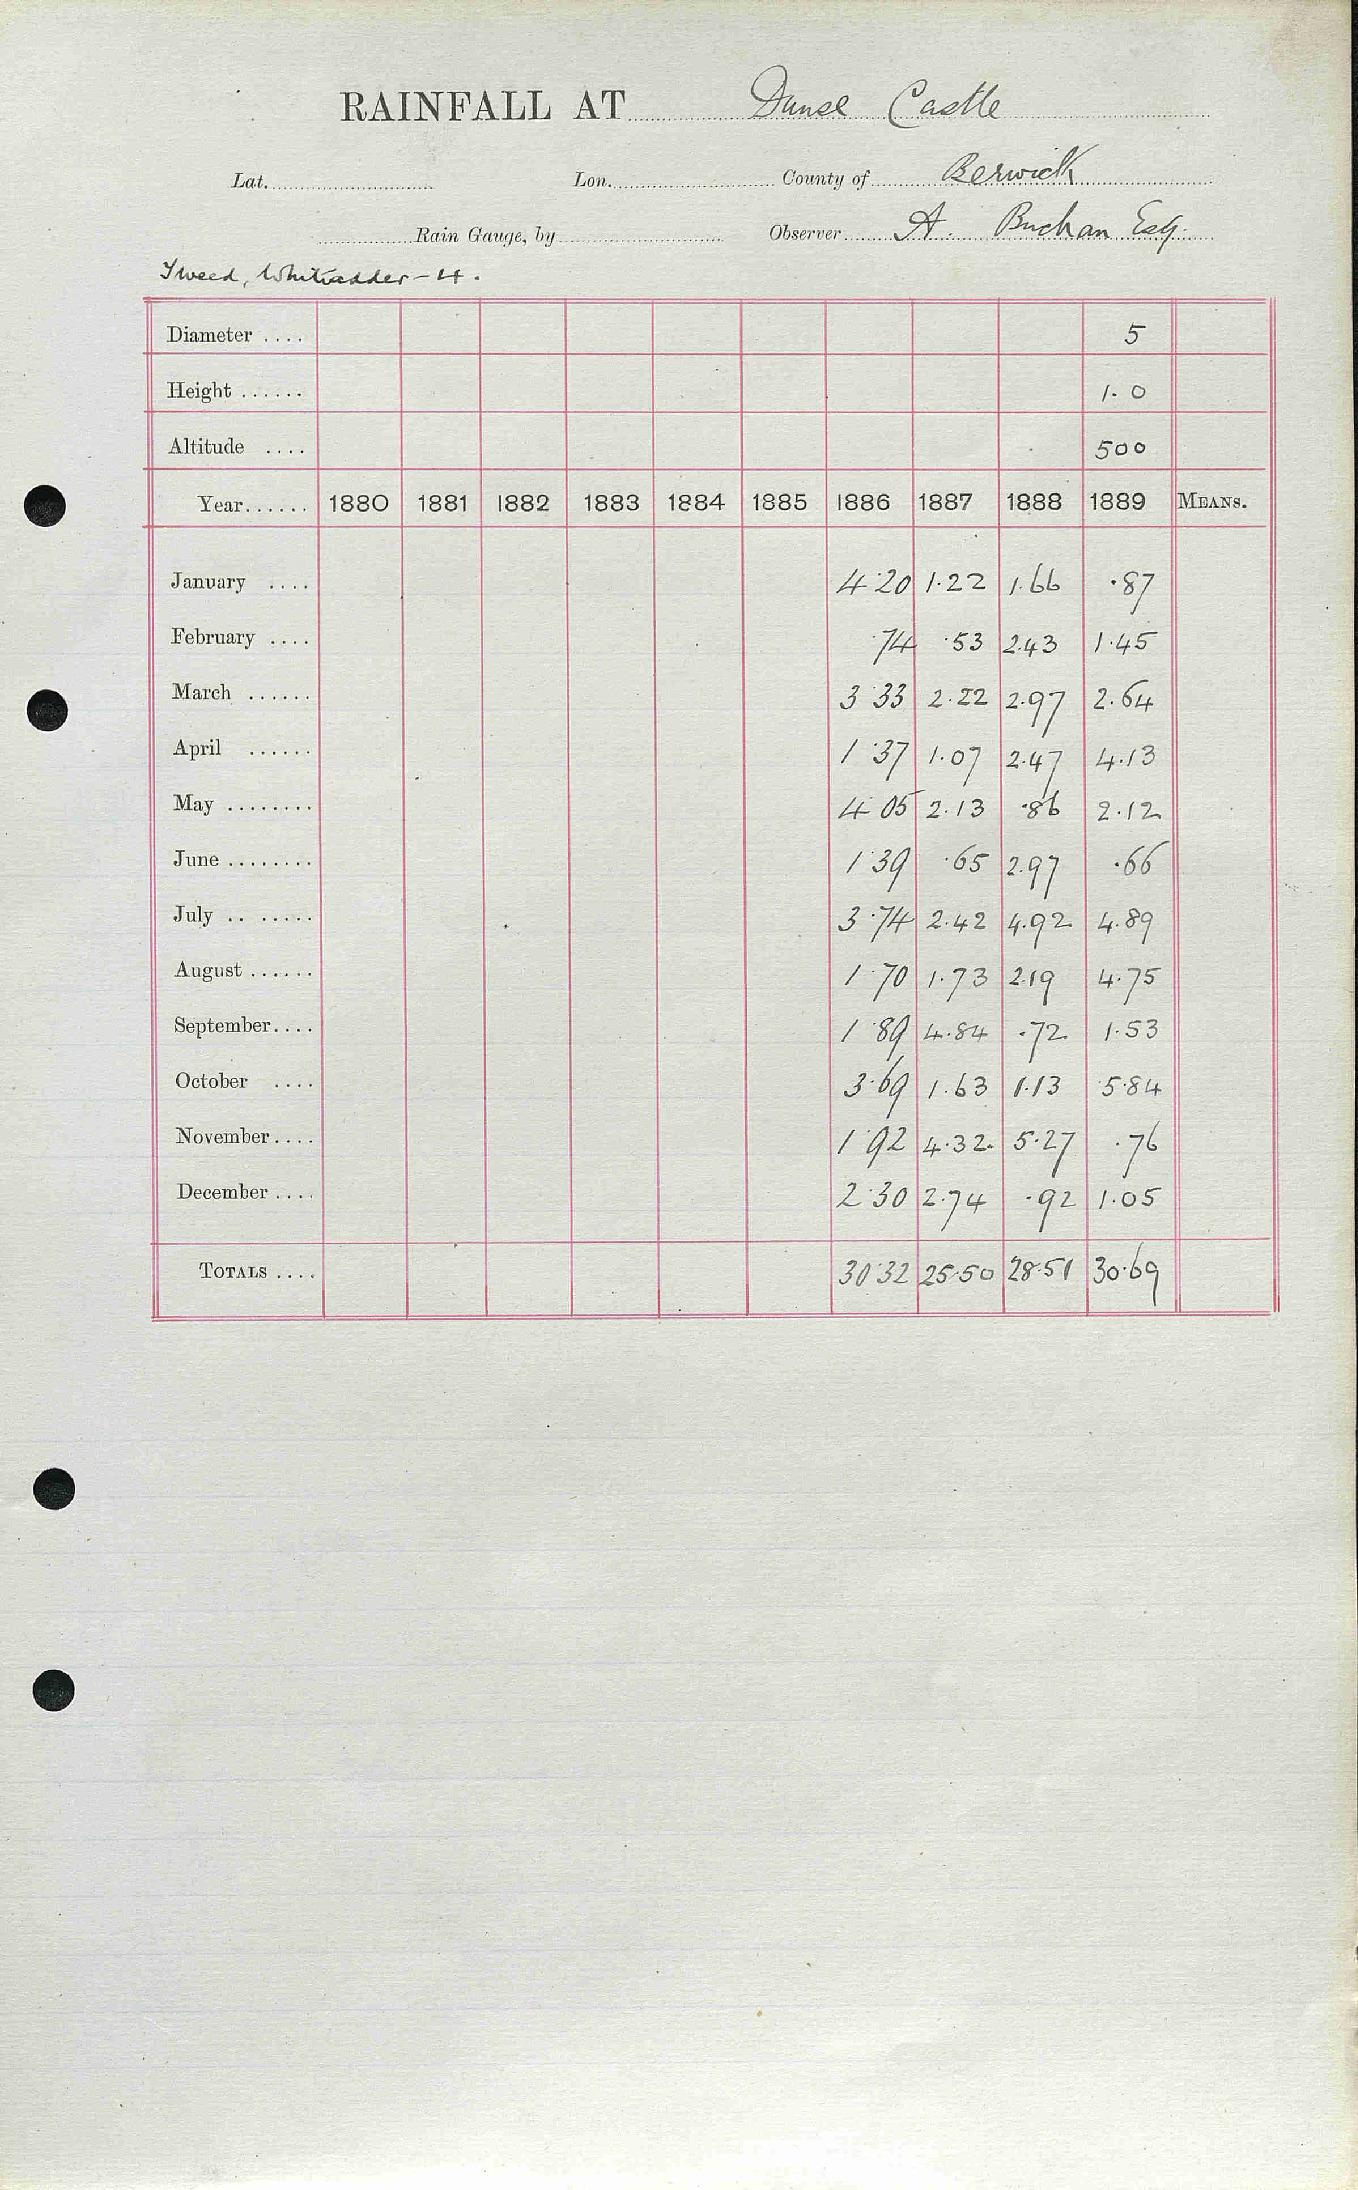 RAINFALL AT Dunse Castle
Lat. Lon. County of Berwick
Rain Gauge, by Observer A. Buchan Esq.
Tweed, Whiteadder - 4.
Diameter .... 5
Height ...... 1.0
Altitude .... 500
Year...... 1880 1881 1882 1883 1884 1885 1886 1887 1888 1889 MEANS.
January .... 4.20 1.22 1.66 .87
February .... .74 .53 2.43 1.45
March ...... 3.33 2.22 2.97 2.64
April ...... 1.37 1.07 2.47 4.13
May ........ 4.05 2.13 .86 2.12
June ........ 1.39 .65 2.97 .66
July .. ..... 3.74 2.42 4.92 4.89
August ...... 1.70 1.73 2.19 4.75
September.... 1.89 4.84 .72 1.53
October .... 3.69 1.63 1.13 5.84
November.... 1.92 4.32 5.27 .76
December .... 2.30 2.74 .92 1.05
TOTALS .... 30.32 25.50 28.51 30.69